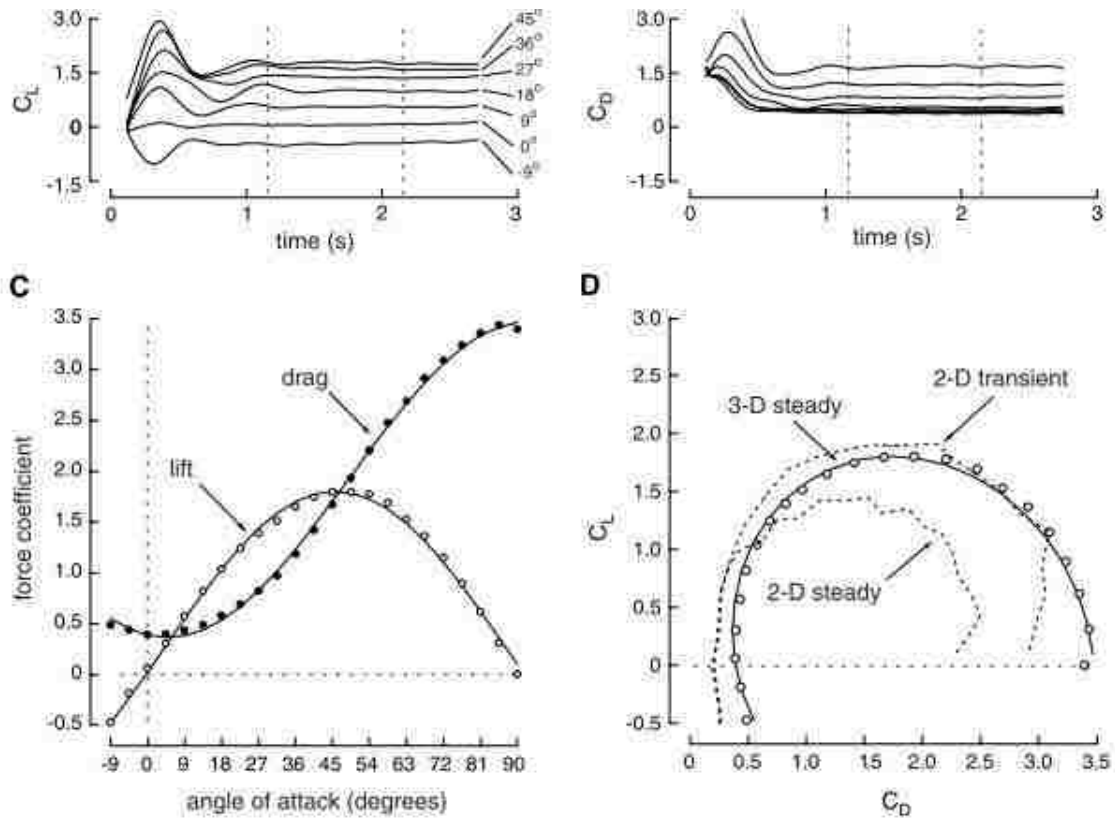 3.0
1.5
0
-1.5
C_L
45°
36°
27°
18°
9°
0°
-9°
0
1
2
3
time (s)
3.0
1.5
0
-1.5
C_D
0
1
2
3
time (s)
C
3.5
3.0
2.5
2.0
1.5
1.0
0.5
0
-0.5
force coefficient
drag
lift
-9 0 9 18 27 36 45 54 63 72 81 90
angle of attack (degrees)
D
3.0
2.5
2.0
1.5
1.0
0.5
0
-0.5
C_L
2-D transient
3-D steady
2-D steady
0 0.5 1.0 1.5 2.0 2.5 3.0 3.5
C_D